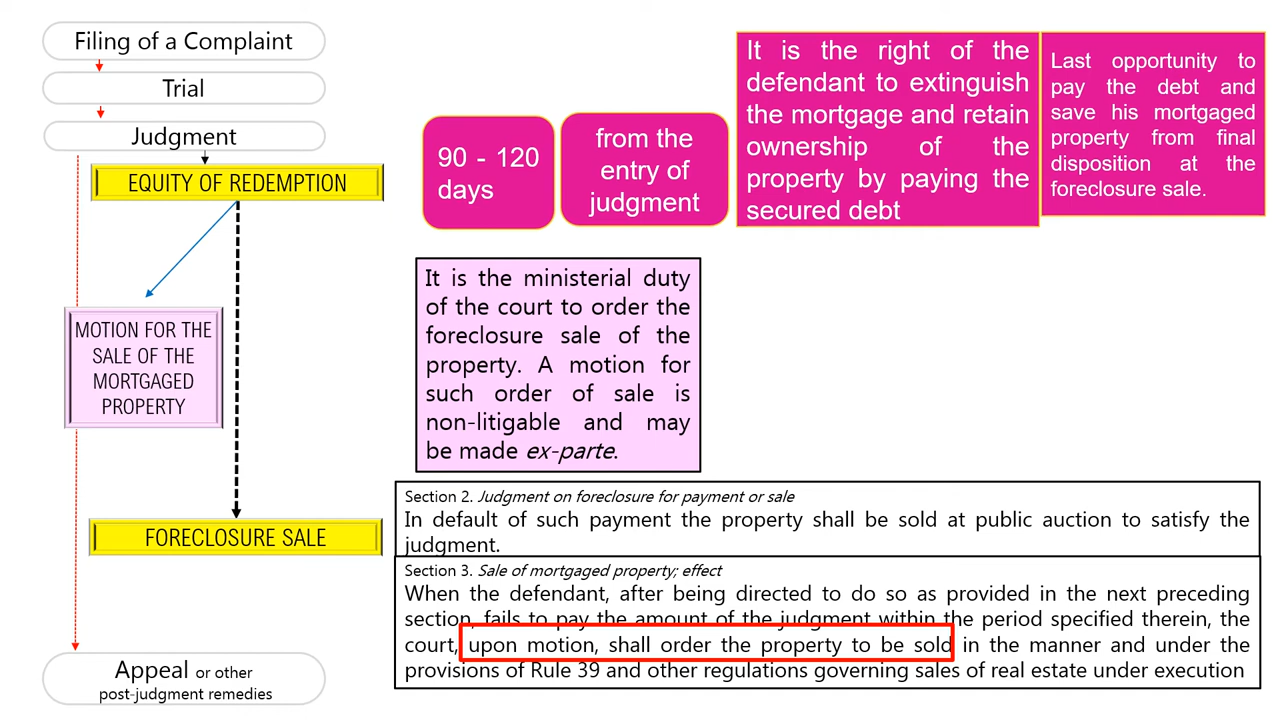 Filing of a Complaint
Trial
Judgment
EQUITY OF REDEMPTION
90 - 120
days
from the
entry of
judgment
It is the right of the
defendant to extinguish
the mortgage and retain
ownership of the
property by paying the
secured debt
Last opportunity to
pay the debt and
save his mortgaged
property from final
disposition at the
foreclosure sale.
MOTION FOR THE
SALE OF THE
MORTGAGED
PROPERTY
It is the ministerial duty
of the court to order the
foreclosure sale of the
property. A motion for
such order of sale is
non-litigable and may
be made ex-parte.
FORECLOSURE SALE
Section 2. Judgment on foreclosure for payment or sale
In default of such payment the property shall be sold at public auction to satisfy the
judgment.
Section 3. Sale of mortgaged property; effect
When the defendant, after being directed to do so as provided in the next preceding
section, fails to pay the amount of the judgment within the period specified therein, the
court, upon motion, shall order the property to be sold in the manner and under the
provisions of Rule 39 and other regulations governing sales of real estate under execution
Appeal or other
post-judgment remedies